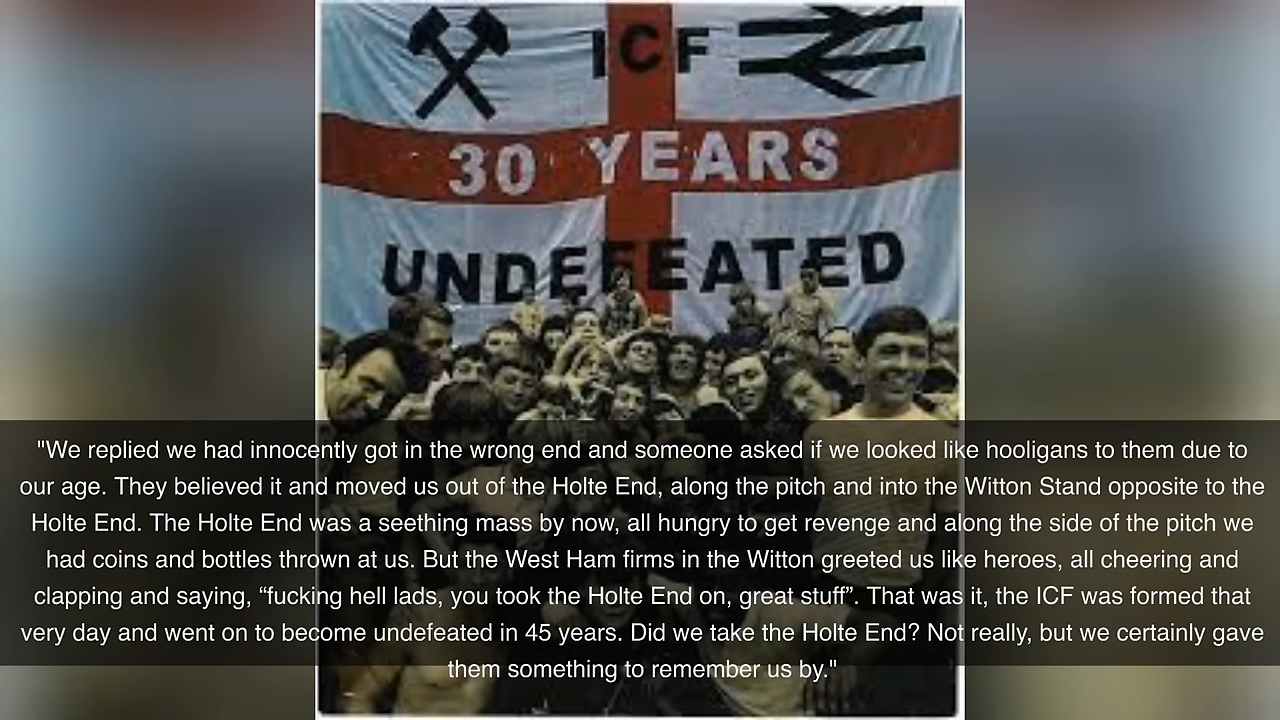 ICF
30 YEARS
UNDEFEATED
"We replied we had innocently got in the wrong end and someone asked if we looked like hooligans to them due to
our age. They believed it and moved us out of the Holte End, along the pitch and into the Witton Stand opposite to the
Holte End. The Holte End was a seething mass by now, all hungry to get revenge and along the side of the pitch we
had coins and bottles thrown at us. But the West Ham firms in the Witton greeted us like heroes, all cheering and
clapping and saying, “fucking hell lads, you took the Holte End on, great stuff”. That was it, the ICF was formed that
very day and went on to become undefeated in 45 years. Did we take the Holte End? Not really, but we certainly gave
them something to remember us by."